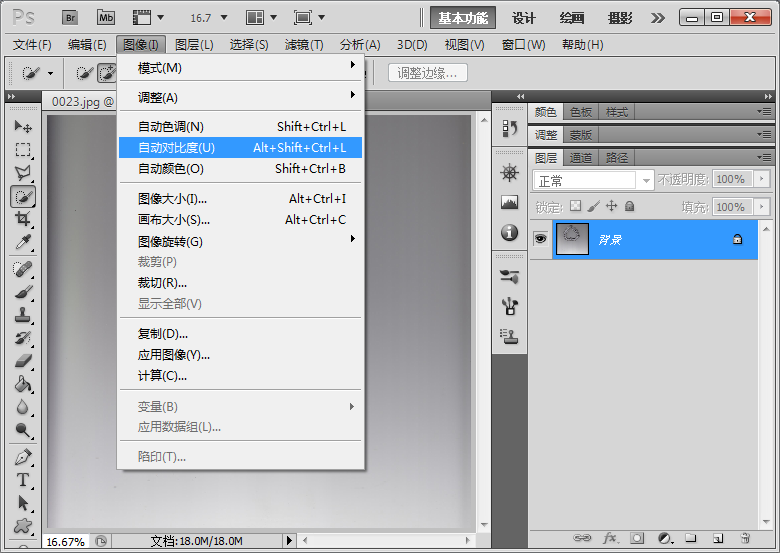 Ps Br Mb 16.7 基本功能 设计 绘画 摄影
文件(F) 编辑(E) 图像(I) 图层(L) 选择(S) 滤镜(T) 分析(A) 3D(D) 视图(V) 窗口(W) 帮助(H)
调整边缘...
0023.jpg @
模式(M)
调整(A)
自动色调(N) Shift+Ctrl+L
自动对比度(U) Alt+Shift+Ctrl+L
自动颜色(O) Shift+Ctrl+B
图像大小(I)... Alt+Ctrl+I
画布大小(S)... Alt+Ctrl+C
图像旋转(G)
裁剪(P)
裁切(R)...
显示全部(V)
复制(D)...
应用图像(Y)...
计算(C)...
变量(B)
应用数据组(L)...
陷印(T)...
颜色 色板 样式
调整 蒙版
图层 通道 路径
正常 不透明度: 100%
锁定: 填充: 100%
背景
16.67% 文档:18.0M/18.0M